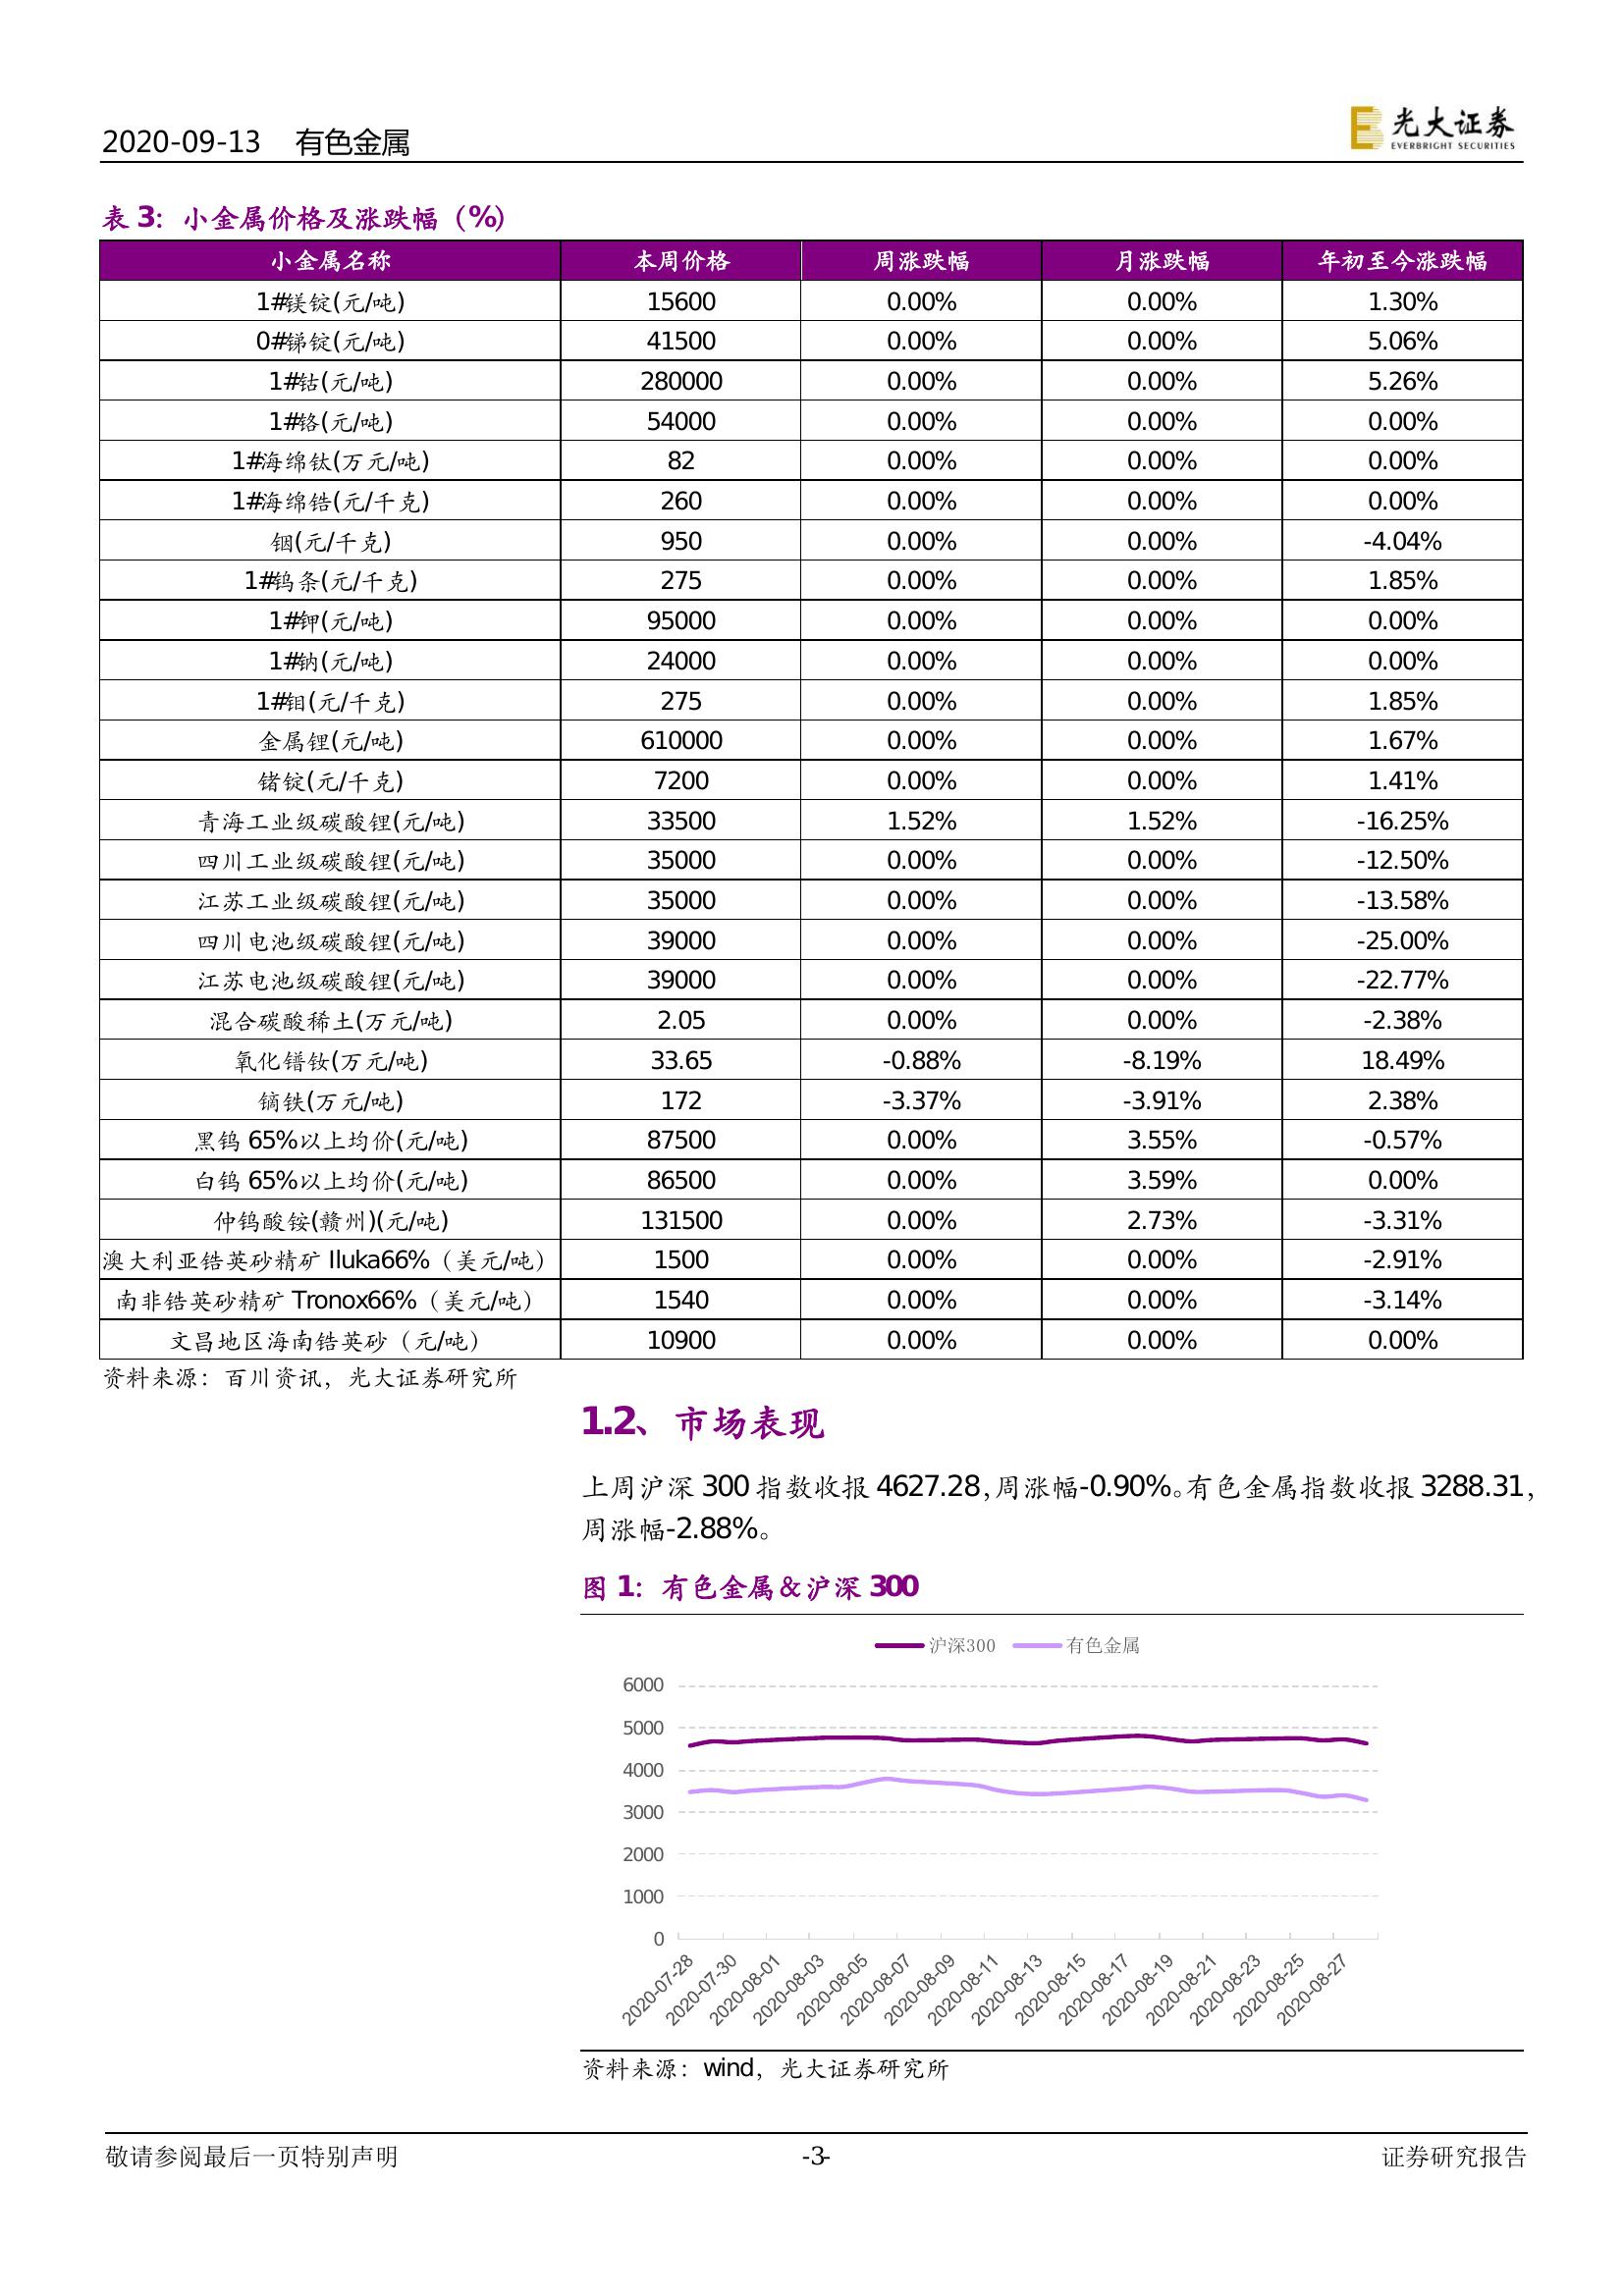 2020-09-13 有色金属
光大证券
EVERBRIGHT SECURITIES
表 3：小金属价格及涨跌幅（%）
小金属名称 本周价格 周涨跌幅 月涨跌幅 年初至今涨跌幅
1#镁锭(元/吨) 15600 0.00% 0.00% 1.30%
0#锑锭(元/吨) 41500 0.00% 0.00% 5.06%
1#钴(元/吨) 280000 0.00% 0.00% 5.26%
1#铬(元/吨) 54000 0.00% 0.00% 0.00%
1#海绵钛(万元/吨) 82 0.00% 0.00% 0.00%
1#海绵锆(元/千克) 260 0.00% 0.00% 0.00%
铟(元/千克) 950 0.00% 0.00% -4.04%
1#钨条(元/千克) 275 0.00% 0.00% 1.85%
1#钾(元/吨) 95000 0.00% 0.00% 0.00%
1#钠(元/吨) 24000 0.00% 0.00% 0.00%
1#钼(元/千克) 275 0.00% 0.00% 1.85%
金属锂(元/吨) 610000 0.00% 0.00% 1.67%
锗锭(元/千克) 7200 0.00% 0.00% 1.41%
青海工业级碳酸锂(元/吨) 33500 1.52% 1.52% -16.25%
四川工业级碳酸锂(元/吨) 35000 0.00% 0.00% -12.50%
江苏工业级碳酸锂(元/吨) 35000 0.00% 0.00% -13.58%
四川电池级碳酸锂(元/吨) 39000 0.00% 0.00% -25.00%
江苏电池级碳酸锂(元/吨) 39000 0.00% 0.00% -22.77%
混合碳酸稀土(万元/吨) 2.05 0.00% 0.00% -2.38%
氧化镨钕(万元/吨) 33.65 -0.88% -8.19% 18.49%
镝铁(万元/吨) 172 -3.37% -3.91% 2.38%
黑钨 65%以上均价(元/吨) 87500 0.00% 3.55% -0.57%
白钨 65%以上均价(元/吨) 86500 0.00% 3.59% 0.00%
仲钨酸铵(赣州)(元/吨) 131500 0.00% 2.73% -3.31%
澳大利亚锆英砂精矿 Iluka66%（美元/吨） 1500 0.00% 0.00% -2.91%
南非锆英砂精矿 Tronox66%（美元/吨） 1540 0.00% 0.00% -3.14%
文昌地区海南锆英砂（元/吨） 10900 0.00% 0.00% 0.00%
资料来源：百川资讯，光大证券研究所
1.2、市场表现
上周沪深 300 指数收报 4627.28，周涨幅-0.90%。有色金属指数收报 3288.31，
周涨幅-2.88%。
图 1：有色金属＆沪深 300
沪深300 有色金属
6000
5000
4000
3000
2000
1000
0
2020-07-28 2020-07-30 2020-08-01 2020-08-03 2020-08-05 2020-08-07 2020-08-09 2020-08-11 2020-08-13 2020-08-15 2020-08-17 2020-08-19 2020-08-21 2020-08-23 2020-08-25 2020-08-27
资料来源：wind，光大证券研究所
敬请参阅最后一页特别声明 -3- 证券研究报告